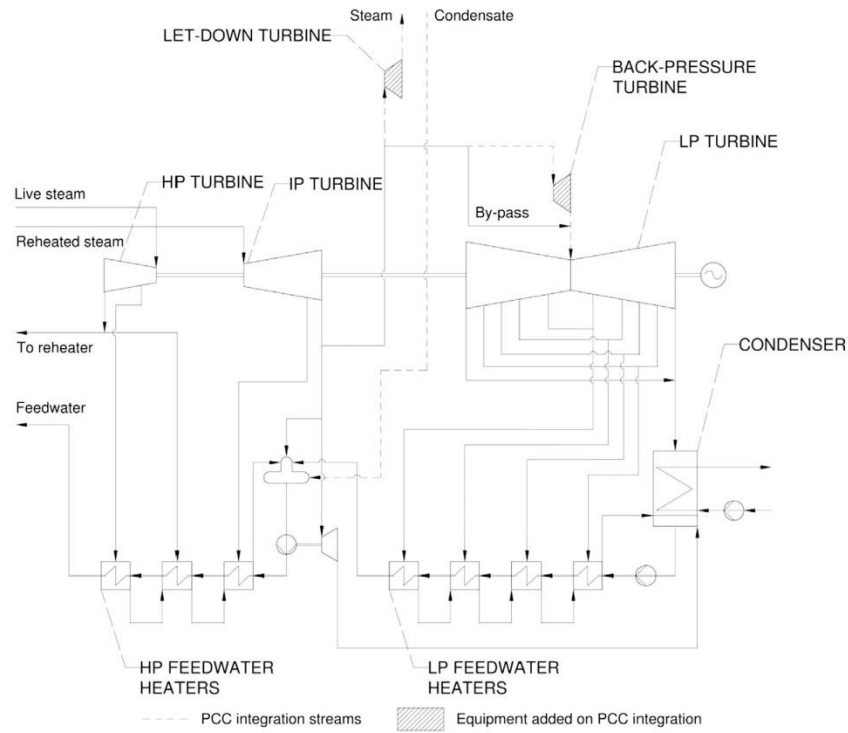 Steam
Condensate
LET-DOWN TURBINE
BACK-PRESSURE
TURBINE
LP TURBINE
HP TURBINE
IP TURBINE
Live steam
By-pass
Reheated steam
To reheater
CONDENSER
Feedwater
HP FEEDWATER
HEATERS
LP FEEDWATER
HEATERS
PCC integration streams
Equipment added on PCC integration